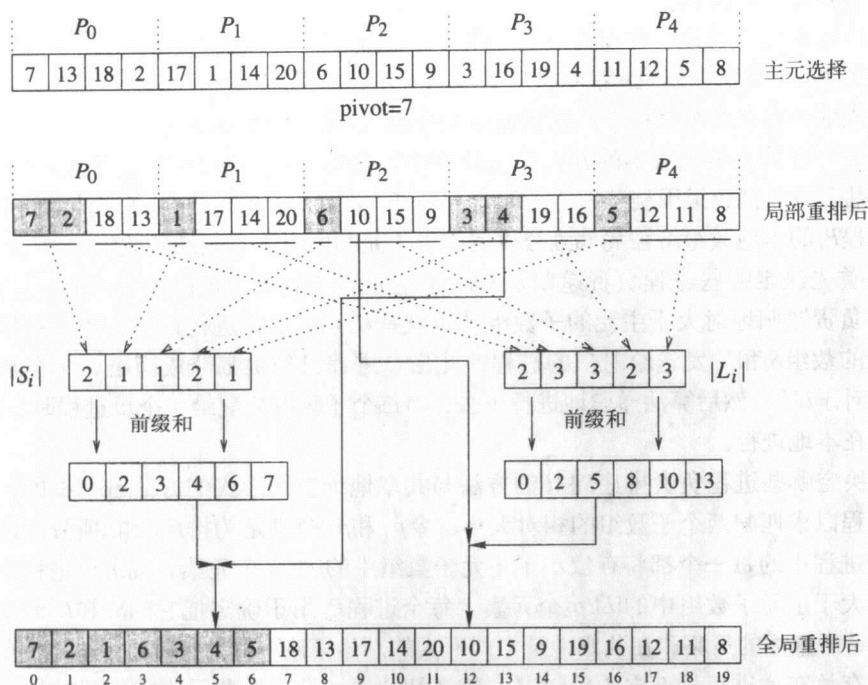 P₀ P₁ P₂ P₃ P₄
7 13 18 2 17 1 14 20 6 10 15 9 3 16 19 4 11 12 5 8 主元选择
pivot=7
P₀ P₁ P₂ P₃ P₄
7 2 18 13 1 17 14 20 6 10 15 9 3 4 19 16 5 12 11 8 局部重排后
|Sᵢ| 2 1 1 2 1 2 3 3 2 3 |Lᵢ|
前缀和 前缀和
0 2 3 4 6 7 0 2 5 8 10 13
7 2 1 6 3 4 5 18 13 17 14 20 10 15 9 19 16 12 11 8 全局重排后
0 1 2 3 4 5 6 7 8 9 10 11 12 13 14 15 16 17 18 19